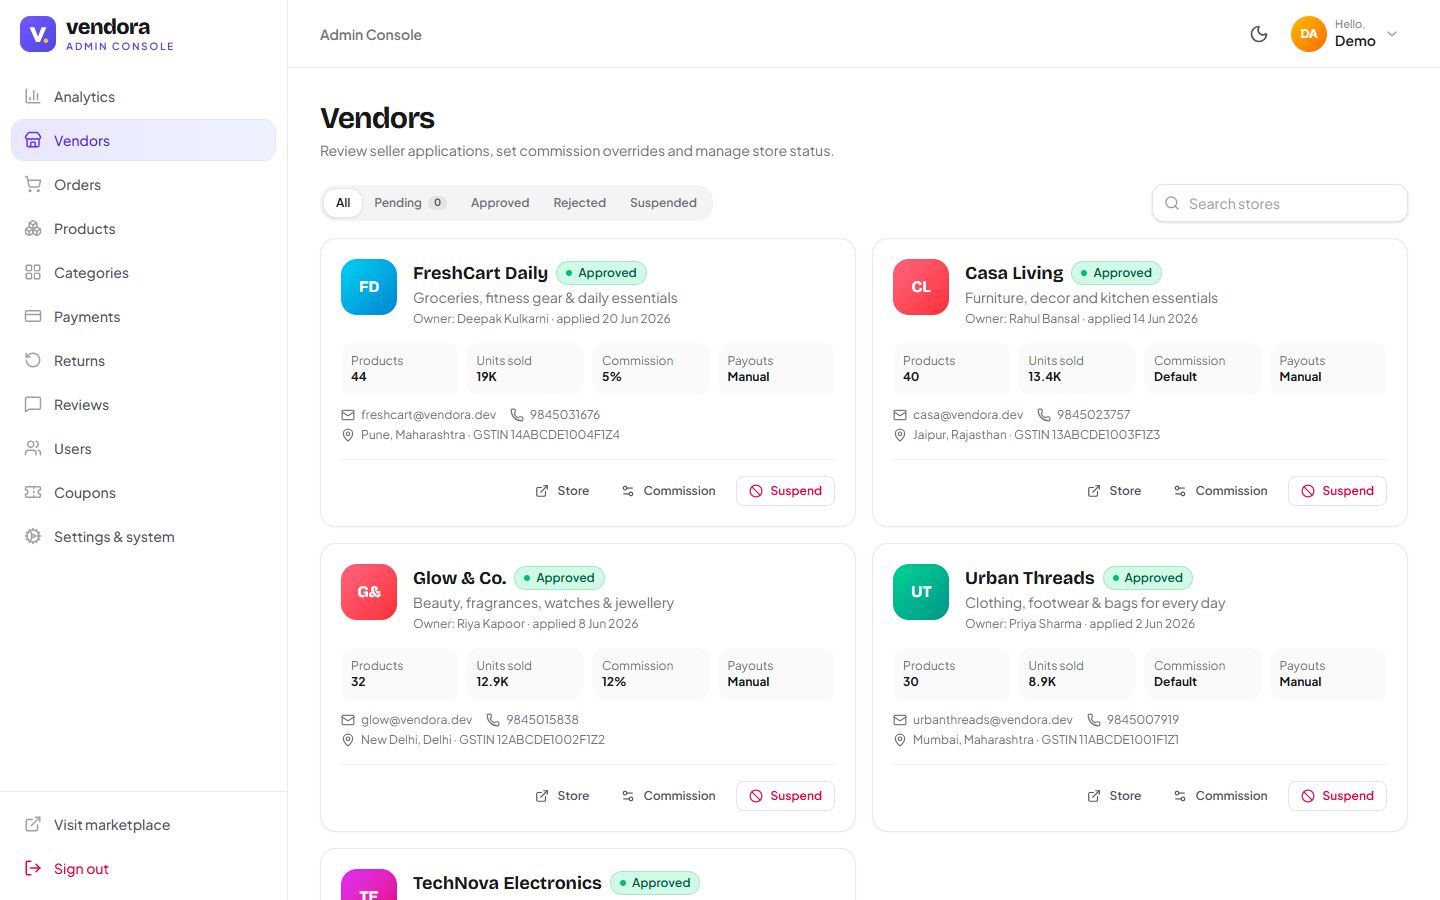 V.
vendora
ADMIN CONSOLE
Analytics
Vendors
Orders
Products
Categories
Payments
Returns
Reviews
Users
Coupons
Settings & system
Visit marketplace
Sign out
Admin Console
DA
Hello,
Demo
Vendors
Review seller applications, set commission overrides and manage store status.
All Pending 0 Approved Rejected Suspended
Search stores
FD
FreshCart Daily Approved
Groceries, fitness gear & daily essentials
Owner: Deepak Kulkarni · applied 20 Jun 2026
Products Units sold Commission Payouts
44 19K 5% Manual
freshcart@vendora.dev 9845031676
Pune, Maharashtra · GSTIN 14ABCDE1004F1Z4
Store Commission Suspend
CL
Casa Living Approved
Furniture, decor and kitchen essentials
Owner: Rahul Bansal · applied 14 Jun 2026
Products Units sold Commission Payouts
40 13.4K Default Manual
casa@vendora.dev 9845023757
Jaipur, Rajasthan · GSTIN 13ABCDE1003F1Z3
Store Commission Suspend
G&
Glow & Co. Approved
Beauty, fragrances, watches & jewellery
Owner: Riya Kapoor · applied 8 Jun 2026
Products Units sold Commission Payouts
32 12.9K 12% Manual
glow@vendora.dev 9845015838
New Delhi, Delhi · GSTIN 12ABCDE1002F1Z2
Store Commission Suspend
UT
Urban Threads Approved
Clothing, footwear & bags for every day
Owner: Priya Sharma · applied 2 Jun 2026
Products Units sold Commission Payouts
30 8.9K Default Manual
urbanthreads@vendora.dev 9845007919
Mumbai, Maharashtra · GSTIN 11ABCDE1001F1Z1
Store Commission Suspend
TE
TechNova Electronics Approved